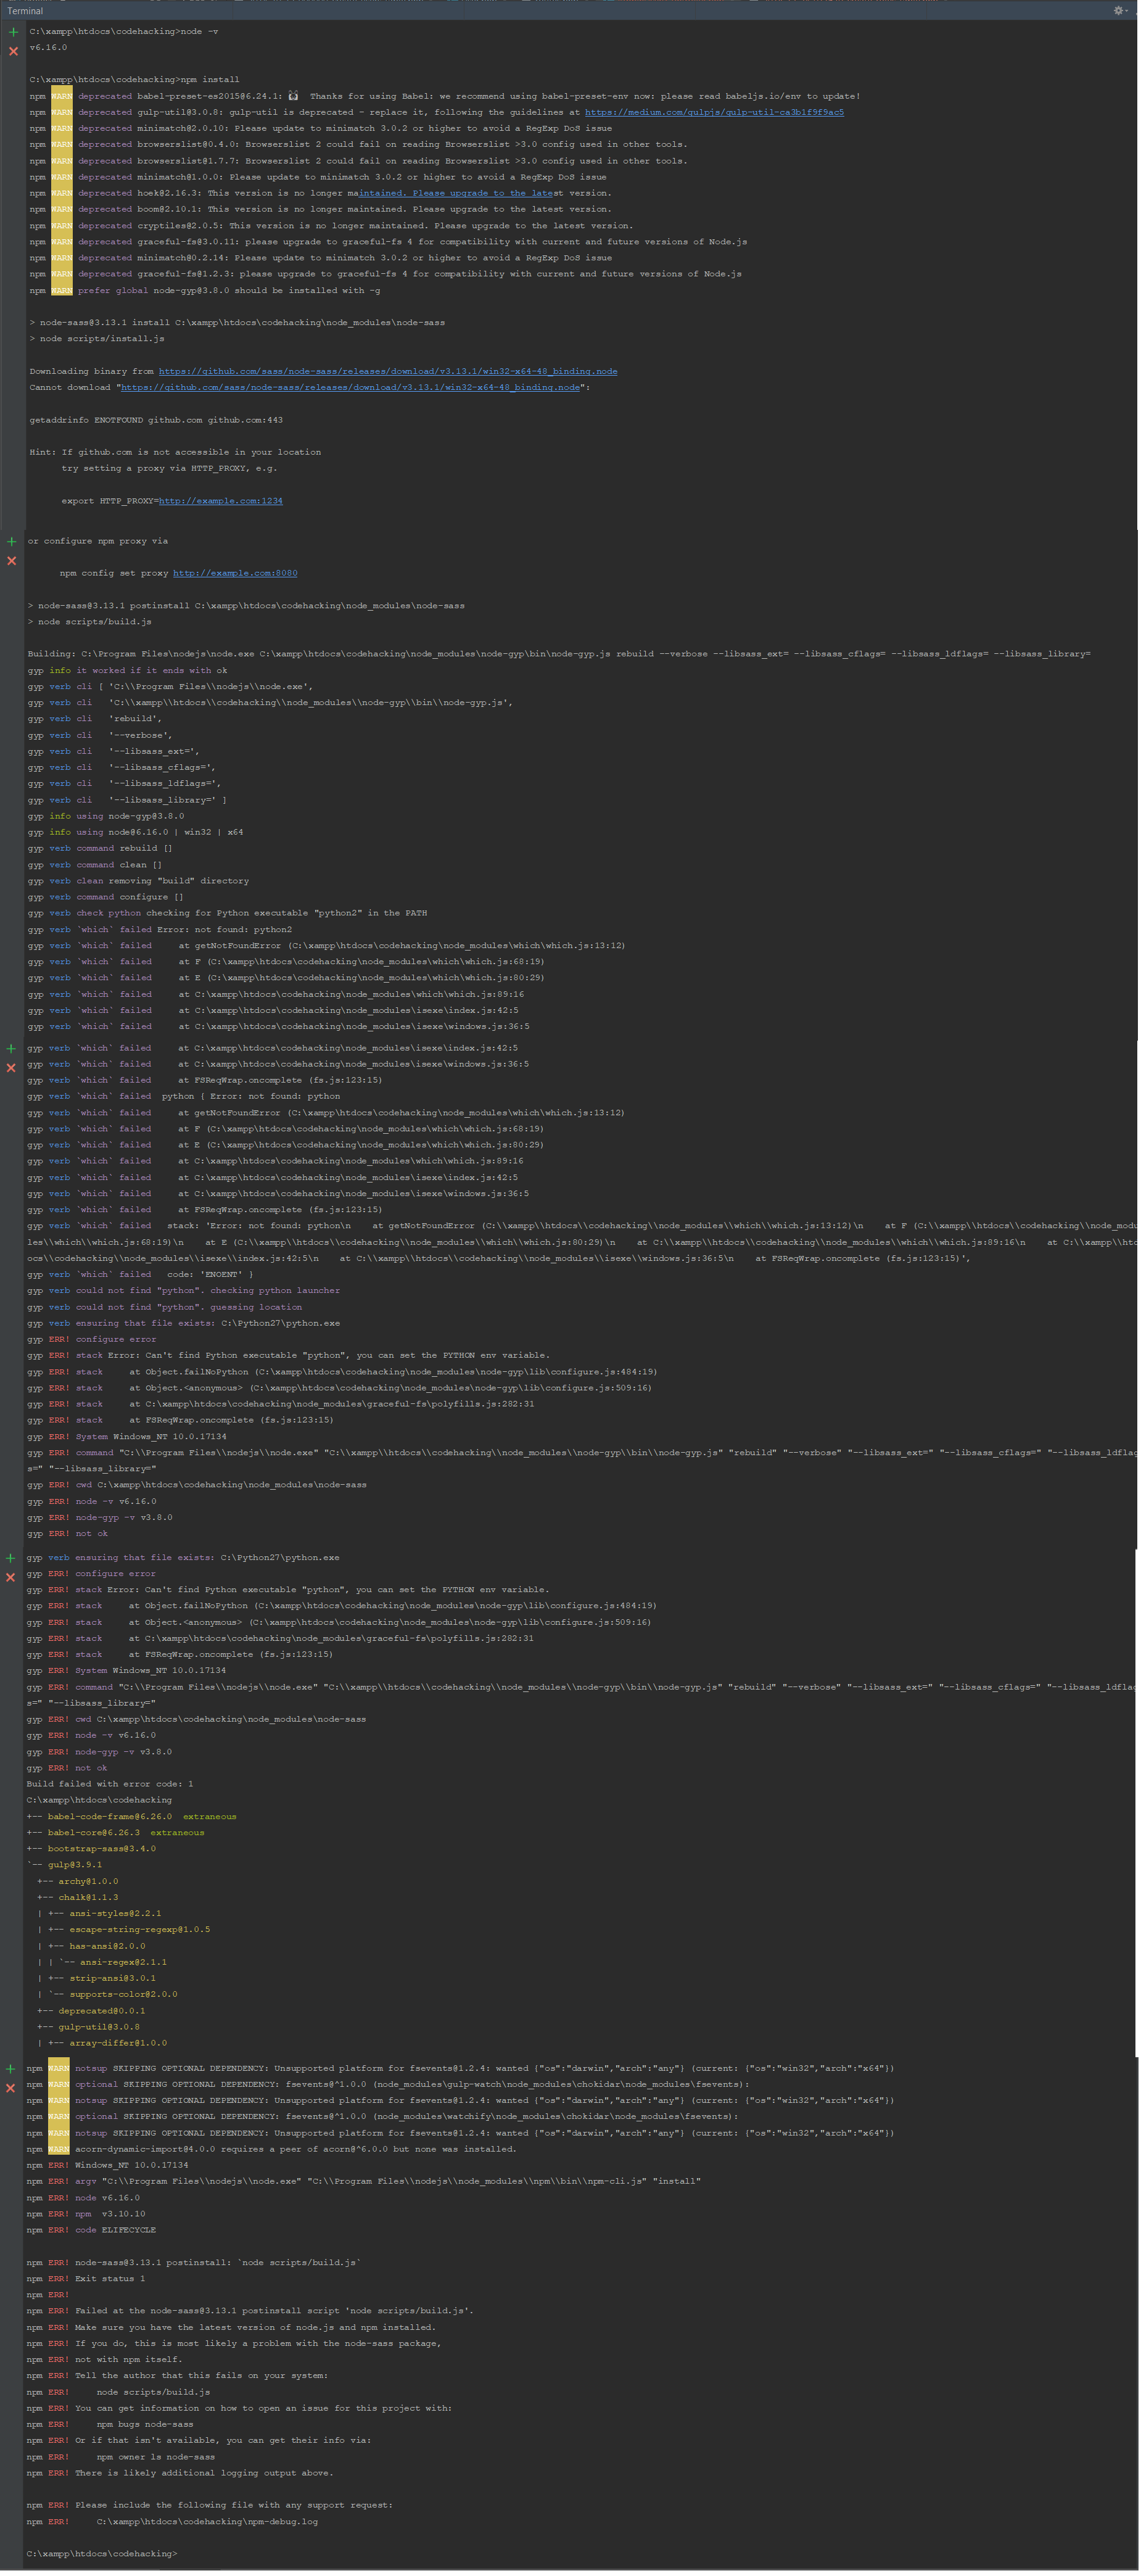 Terminal
C:\xampp\htdocs\codehacking>node -v
v6.16.0
C:\xampp\htdocs\codehacking>npm install
npm WARN deprecated babel-preset-es2015@6.24.1: 🙌  Thanks for using Babel: we recommend using babel-preset-env now: please read babeljs.io/env to update!
npm WARN deprecated gulp-util@3.0.8: gulp-util is deprecated - replace it, following the guidelines at https://medium.com/gulpjs/gulp-util-ca3b1f9f9ac5
npm WARN deprecated minimatch@2.0.10: Please update to minimatch 3.0.2 or higher to avoid a RegExp DoS issue
npm WARN deprecated browserslist@0.4.0: Browserslist 2 could fail on reading Browserslist >3.0 config used in other tools.
npm WARN deprecated browserslist@1.7.7: Browserslist 2 could fail on reading Browserslist >3.0 config used in other tools.
npm WARN deprecated minimatch@1.0.0: Please update to minimatch 3.0.2 or higher to avoid a RegExp DoS issue
npm WARN deprecated hoek@2.16.3: This version is no longer maintained. Please upgrade to the latest version.
npm WARN deprecated boom@2.10.1: This version is no longer maintained. Please upgrade to the latest version.
npm WARN deprecated cryptiles@2.0.5: This version is no longer maintained. Please upgrade to the latest version.
npm WARN deprecated graceful-fs@3.0.11: please upgrade to graceful-fs 4 for compatibility with current and future versions of Node.js
npm WARN deprecated minimatch@0.2.14: Please update to minimatch 3.0.2 or higher to avoid a RegExp DoS issue
npm WARN deprecated graceful-fs@1.2.3: please upgrade to graceful-fs 4 for compatibility with current and future versions of Node.js
npm WARN prefer global node-gyp@3.8.0 should be installed with -g
> node-sass@3.13.1 install C:\xampp\htdocs\codehacking\node_modules\node-sass
> node scripts/install.js
Downloading binary from https://github.com/sass/node-sass/releases/download/v3.13.1/win32-x64-48_binding.node
Cannot download "https://github.com/sass/node-sass/releases/download/v3.13.1/win32-x64-48_binding.node":
getaddrinfo ENOTFOUND github.com github.com:443
Hint: If github.com is not accessible in your location
      try setting a proxy via HTTP_PROXY, e.g.
      export HTTP_PROXY=http://example.com:1234
or configure npm proxy via
      npm config set proxy http://example.com:8080
> node-sass@3.13.1 postinstall C:\xampp\htdocs\codehacking\node_modules\node-sass
> node scripts/build.js
Building: C:\Program Files\nodejs\node.exe C:\xampp\htdocs\codehacking\node_modules\node-gyp\bin\node-gyp.js rebuild --verbose --libsass_ext= --libsass_cflags= --libsass_ldflags= --libsass_library=
gyp info it worked if it ends with ok
gyp verb cli [ 'C:\\Program Files\\nodejs\\node.exe',
gyp verb cli   'C:\\xampp\\htdocs\\codehacking\\node_modules\\node-gyp\\bin\\node-gyp.js',
gyp verb cli   'rebuild',
gyp verb cli   '--verbose',
gyp verb cli   '--libsass_ext=',
gyp verb cli   '--libsass_cflags=',
gyp verb cli   '--libsass_ldflags=',
gyp verb cli   '--libsass_library=' ]
gyp info using node-gyp@3.8.0
gyp info using node@6.16.0 | win32 | x64
gyp verb command rebuild []
gyp verb command clean []
gyp verb clean removing "build" directory
gyp verb command configure []
gyp verb check python checking for Python executable "python2" in the PATH
gyp verb `which` failed Error: not found: python2
gyp verb `which` failed     at getNotFoundError (C:\xampp\htdocs\codehacking\node_modules\which\which.js:13:12)
gyp verb `which` failed     at F (C:\xampp\htdocs\codehacking\node_modules\which\which.js:68:19)
gyp verb `which` failed     at E (C:\xampp\htdocs\codehacking\node_modules\which\which.js:80:29)
gyp verb `which` failed     at C:\xampp\htdocs\codehacking\node_modules\which\which.js:89:16
gyp verb `which` failed     at C:\xampp\htdocs\codehacking\node_modules\isexe\index.js:42:5
gyp verb `which` failed     at C:\xampp\htdocs\codehacking\node_modules\isexe\windows.js:36:5
gyp verb `which` failed     at C:\xampp\htdocs\codehacking\node_modules\isexe\index.js:42:5
gyp verb `which` failed     at C:\xampp\htdocs\codehacking\node_modules\isexe\windows.js:36:5
gyp verb `which` failed     at FSReqWrap.oncomplete (fs.js:123:15)
gyp verb `which` failed  python { Error: not found: python
gyp verb `which` failed     at getNotFoundError (C:\xampp\htdocs\codehacking\node_modules\which\which.js:13:12)
gyp verb `which` failed     at F (C:\xampp\htdocs\codehacking\node_modules\which\which.js:68:19)
gyp verb `which` failed     at E (C:\xampp\htdocs\codehacking\node_modules\which\which.js:80:29)
gyp verb `which` failed     at C:\xampp\htdocs\codehacking\node_modules\which\which.js:89:16
gyp verb `which` failed     at C:\xampp\htdocs\codehacking\node_modules\isexe\index.js:42:5
gyp verb `which` failed     at C:\xampp\htdocs\codehacking\node_modules\isexe\windows.js:36:5
gyp verb `which` failed     at FSReqWrap.oncomplete (fs.js:123:15)
gyp verb `which` failed   stack: 'Error: not found: python\n    at getNotFoundError (C:\\xampp\\htdocs\\codehacking\\node_modules\\which\\which.js:13:12)\n    at F (C:\\xampp\\htdocs\\codehacking\\node_modu
les\\which\\which.js:68:19)\n    at E (C:\\xampp\\htdocs\\codehacking\\node_modules\\which\\which.js:80:29)\n    at C:\\xampp\\htdocs\\codehacking\\node_modules\\which\\which.js:89:16\n    at C:\\xampp\\htd
ocs\\codehacking\\node_modules\\isexe\\index.js:42:5\n    at C:\\xampp\\htdocs\\codehacking\\node_modules\\isexe\\windows.js:36:5\n    at FSReqWrap.oncomplete (fs.js:123:15)',
gyp verb `which` failed   code: 'ENOENT' }
gyp verb could not find "python". checking python launcher
gyp verb could not find "python". guessing location
gyp verb ensuring that file exists: C:\Python27\python.exe
gyp ERR! configure error
gyp ERR! stack Error: Can't find Python executable "python", you can set the PYTHON env variable.
gyp ERR! stack     at Object.failNoPython (C:\xampp\htdocs\codehacking\node_modules\node-gyp\lib\configure.js:484:19)
gyp ERR! stack     at Object.<anonymous> (C:\xampp\htdocs\codehacking\node_modules\node-gyp\lib\configure.js:509:16)
gyp ERR! stack     at C:\xampp\htdocs\codehacking\node_modules\graceful-fs\polyfills.js:282:31
gyp ERR! stack     at FSReqWrap.oncomplete (fs.js:123:15)
gyp ERR! System Windows_NT 10.0.17134
gyp ERR! command "C:\\Program Files\\nodejs\\node.exe" "C:\\xampp\\htdocs\\codehacking\\node_modules\\node-gyp\\bin\\node-gyp.js" "rebuild" "--verbose" "--libsass_ext=" "--libsass_cflags=" "--libsass_ldflag
s=" "--libsass_library="
gyp ERR! cwd C:\xampp\htdocs\codehacking\node_modules\node-sass
gyp ERR! node -v v6.16.0
gyp ERR! node-gyp -v v3.8.0
gyp ERR! not ok
gyp verb ensuring that file exists: C:\Python27\python.exe
gyp ERR! configure error
gyp ERR! stack Error: Can't find Python executable "python", you can set the PYTHON env variable.
gyp ERR! stack     at Object.failNoPython (C:\xampp\htdocs\codehacking\node_modules\node-gyp\lib\configure.js:484:19)
gyp ERR! stack     at Object.<anonymous> (C:\xampp\htdocs\codehacking\node_modules\node-gyp\lib\configure.js:509:16)
gyp ERR! stack     at C:\xampp\htdocs\codehacking\node_modules\graceful-fs\polyfills.js:282:31
gyp ERR! stack     at FSReqWrap.oncomplete (fs.js:123:15)
gyp ERR! System Windows_NT 10.0.17134
gyp ERR! command "C:\\Program Files\\nodejs\\node.exe" "C:\\xampp\\htdocs\\codehacking\\node_modules\\node-gyp\\bin\\node-gyp.js" "rebuild" "--verbose" "--libsass_ext=" "--libsass_cflags=" "--libsass_ldflag
s=" "--libsass_library="
gyp ERR! cwd C:\xampp\htdocs\codehacking\node_modules\node-sass
gyp ERR! node -v v6.16.0
gyp ERR! node-gyp -v v3.8.0
gyp ERR! not ok
Build failed with error code: 1
C:\xampp\htdocs\codehacking
+-- babel-code-frame@6.26.0  extraneous
+-- babel-core@6.26.3  extraneous
+-- bootstrap-sass@3.4.0
`-- gulp@3.9.1
  +-- archy@1.0.0
  +-- chalk@1.1.3
  | +-- ansi-styles@2.2.1
  | +-- escape-string-regexp@1.0.5
  | +-- has-ansi@2.0.0
  | | `-- ansi-regex@2.1.1
  | +-- strip-ansi@3.0.1
  | `-- supports-color@2.0.0
  +-- deprecated@0.0.1
  +-- gulp-util@3.0.8
  | +-- array-differ@1.0.0
npm WARN notsup SKIPPING OPTIONAL DEPENDENCY: Unsupported platform for fsevents@1.2.4: wanted {"os":"darwin","arch":"any"} (current: {"os":"win32","arch":"x64"})
npm WARN optional SKIPPING OPTIONAL DEPENDENCY: fsevents@^1.0.0 (node_modules\gulp-watch\node_modules\chokidar\node_modules\fsevents):
npm WARN notsup SKIPPING OPTIONAL DEPENDENCY: Unsupported platform for fsevents@1.2.4: wanted {"os":"darwin","arch":"any"} (current: {"os":"win32","arch":"x64"})
npm WARN optional SKIPPING OPTIONAL DEPENDENCY: fsevents@^1.0.0 (node_modules\watchify\node_modules\chokidar\node_modules\fsevents):
npm WARN notsup SKIPPING OPTIONAL DEPENDENCY: Unsupported platform for fsevents@1.2.4: wanted {"os":"darwin","arch":"any"} (current: {"os":"win32","arch":"x64"})
npm WARN acorn-dynamic-import@4.0.0 requires a peer of acorn@^6.0.0 but none was installed.
npm ERR! Windows_NT 10.0.17134
npm ERR! argv "C:\\Program Files\\nodejs\\node.exe" "C:\\Program Files\\nodejs\\node_modules\\npm\\bin\\npm-cli.js" "install"
npm ERR! node v6.16.0
npm ERR! npm  v3.10.10
npm ERR! code ELIFECYCLE
npm ERR! node-sass@3.13.1 postinstall: `node scripts/build.js`
npm ERR! Exit status 1
npm ERR!
npm ERR! Failed at the node-sass@3.13.1 postinstall script 'node scripts/build.js'.
npm ERR! Make sure you have the latest version of node.js and npm installed.
npm ERR! If you do, this is most likely a problem with the node-sass package,
npm ERR! not with npm itself.
npm ERR! Tell the author that this fails on your system:
npm ERR!     node scripts/build.js
npm ERR! You can get information on how to open an issue for this project with:
npm ERR!     npm bugs node-sass
npm ERR! Or if that isn't available, you can get their info via:
npm ERR!     npm owner ls node-sass
npm ERR! There is likely additional logging output above.
npm ERR! Please include the following file with any support request:
npm ERR!     C:\xampp\htdocs\codehacking\npm-debug.log
C:\xampp\htdocs\codehacking>